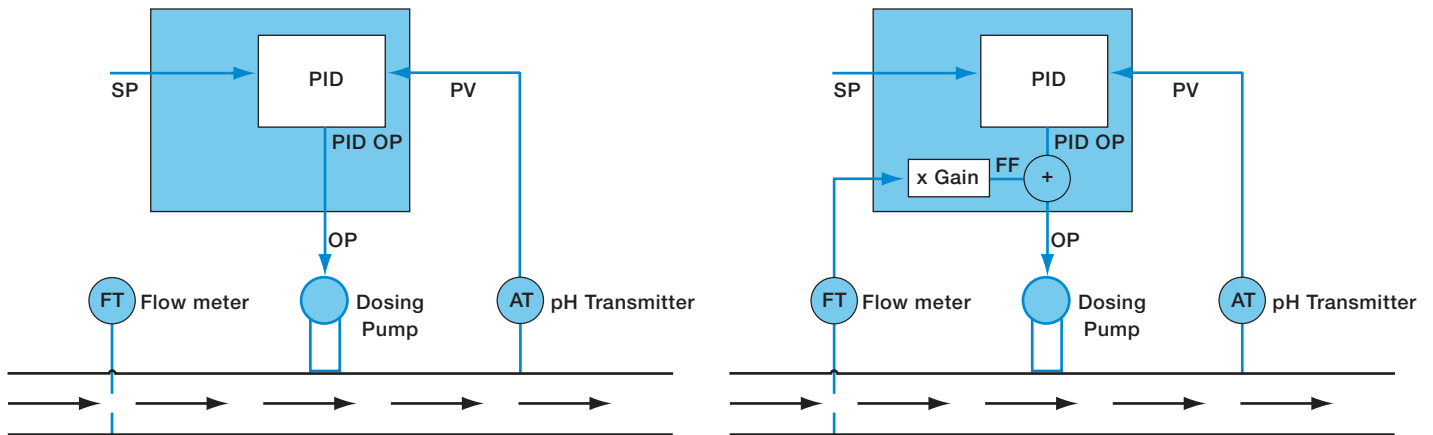 PID
SP
PV
PID OP
OP
FT Flow meter
Dosing
Pump
AT pH Transmitter
PID
SP
PV
PID OP
x Gain
FF
+
OP
FT Flow meter
Dosing
Pump
AT pH Transmitter